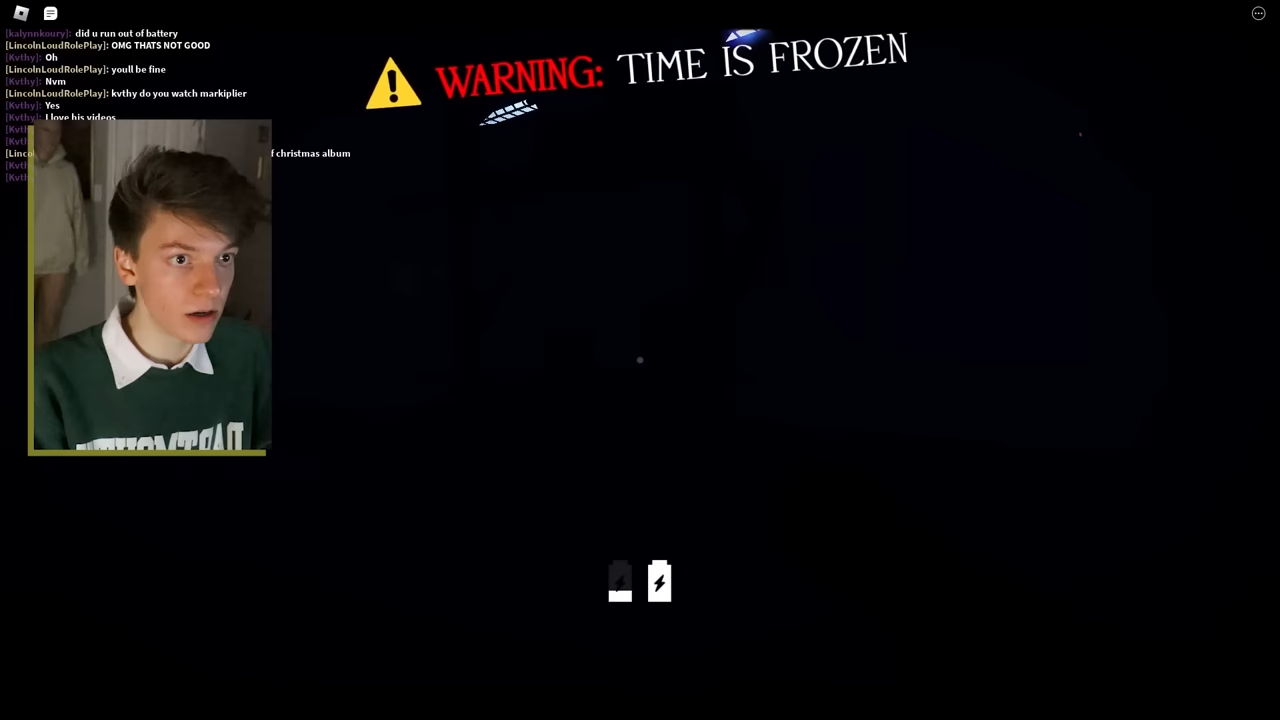 [kalynnkoury]: did u run out of battery
[LincolnLoudRolePlay]: OMG THATS NOT GOOD
[Kvthy]: Oh
[LincolnLoudRolePlay]: youll be fine
[Kvthy]: Nvm
[LincolnLoudRolePlay]: kvthy do you watch markiplier
[Kvthy]: Yes
I love his videos
christmas album
WARNING: TIME IS FROZEN